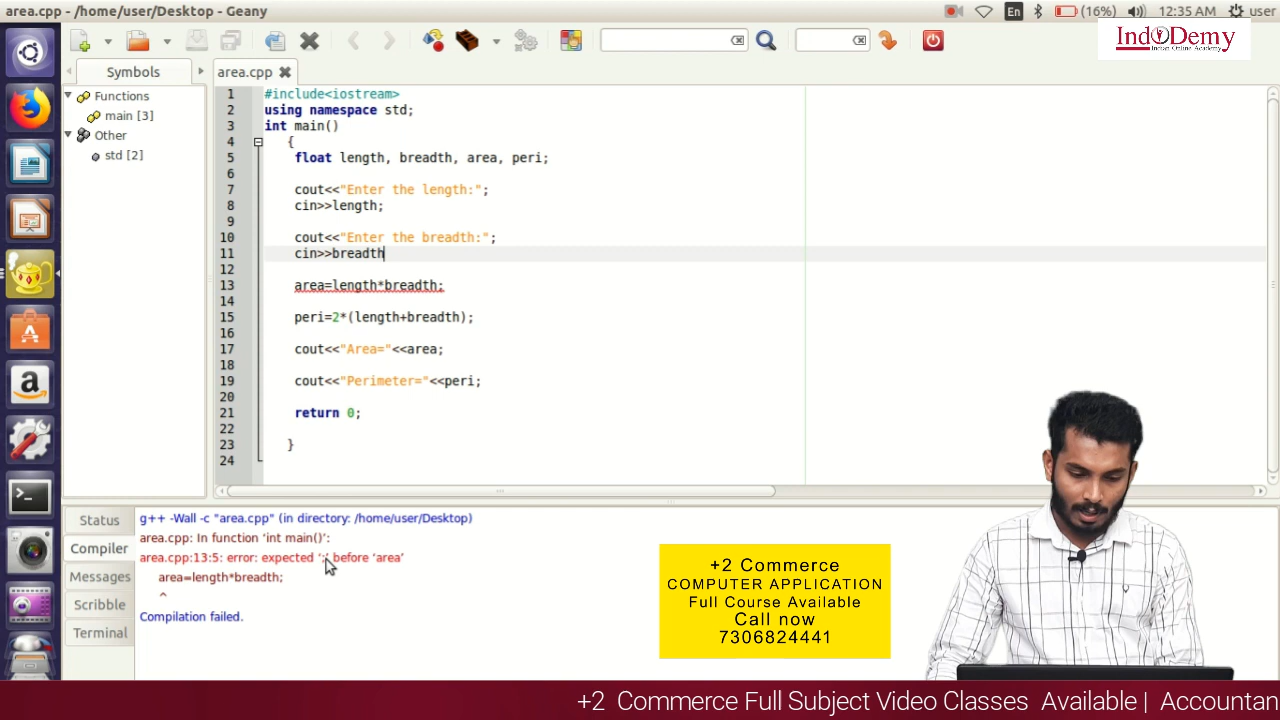 area.cpp - /home/user/Desktop - Geany
En
(16%)
12:35 AM
user
IndODemy
Indian Online Academy
Symbols
area.cpp
Functions
main [3]
Other
std [2]
1 #include<iostream>
2 using namespace std;
3 int main()
4 {
5 float length, breadth, area, peri;
6
7 cout<<"Enter the length:";
8 cin>>length;
9
10 cout<<"Enter the breadth:";
11 cin>>breadth
12
13 area=length*breadth;
14
15 peri=2*(length+breadth);
16
17 cout<<"Area="<<area;
18
19 cout<<"Perimeter="<<peri;
20
21 return 0;
22
23 }
24
Status
Compiler
Messages
Scribble
Terminal
g++ -Wall -c "area.cpp" (in directory: /home/user/Desktop)
area.cpp: In function ‘int main()’:
area.cpp:13:5: error: expected ‘;’ before ‘area’
area=length*breadth;
^
Compilation failed.
+2 Commerce
COMPUTER APPLICATION
Full Course Available
Call now
7306824441
+2 Commerce Full Subject Video Classes Available | Accountan